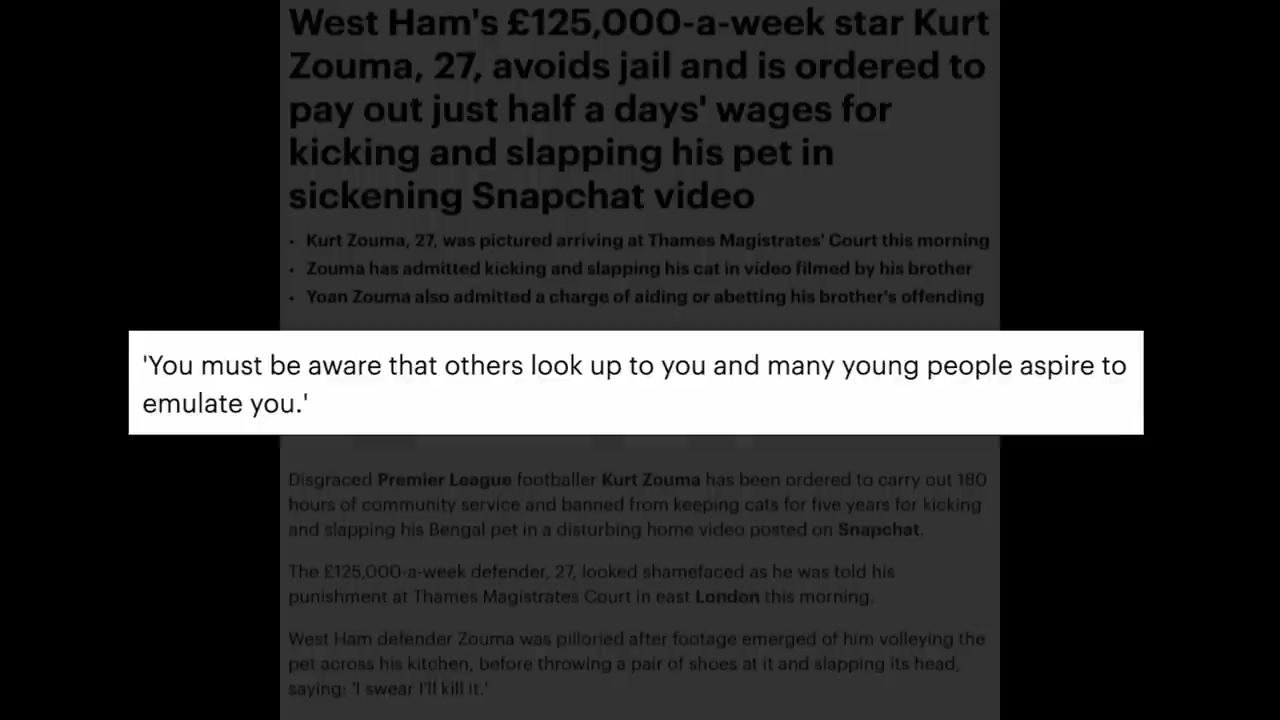 West Ham's £125,000-a-week star Kurt
Zouma, 27, avoids jail and is ordered to
pay out just half a days' wages for
kicking and slapping his pet in
sickening Snapchat video
· Kurt Zouma, 27, was pictured arriving at Thames Magistrates' Court this morning
· Zouma has admitted kicking and slapping his cat in video filmed by his brother
· Yoan Zouma also admitted a charge of aiding or abetting his brother's offending
'You must be aware that others look up to you and many young people aspire to
emulate you.'
Disgraced Premier League footballer Kurt Zouma has been ordered to carry out 180
hours of community service and banned from keeping cats for five years for kicking
and slapping his Bengal pet in a disturbing home video posted on Snapchat.
The £125,000-a-week defender, 27, looked shamefaced as he was told his
punishment at Thames Magistrates Court in east London this morning.
West Ham defender Zouma was pilloried after footage emerged of him volleying the
pet across his kitchen, before throwing a pair of shoes at it and slapping its head,
saying: 'I swear I'll kill it.'